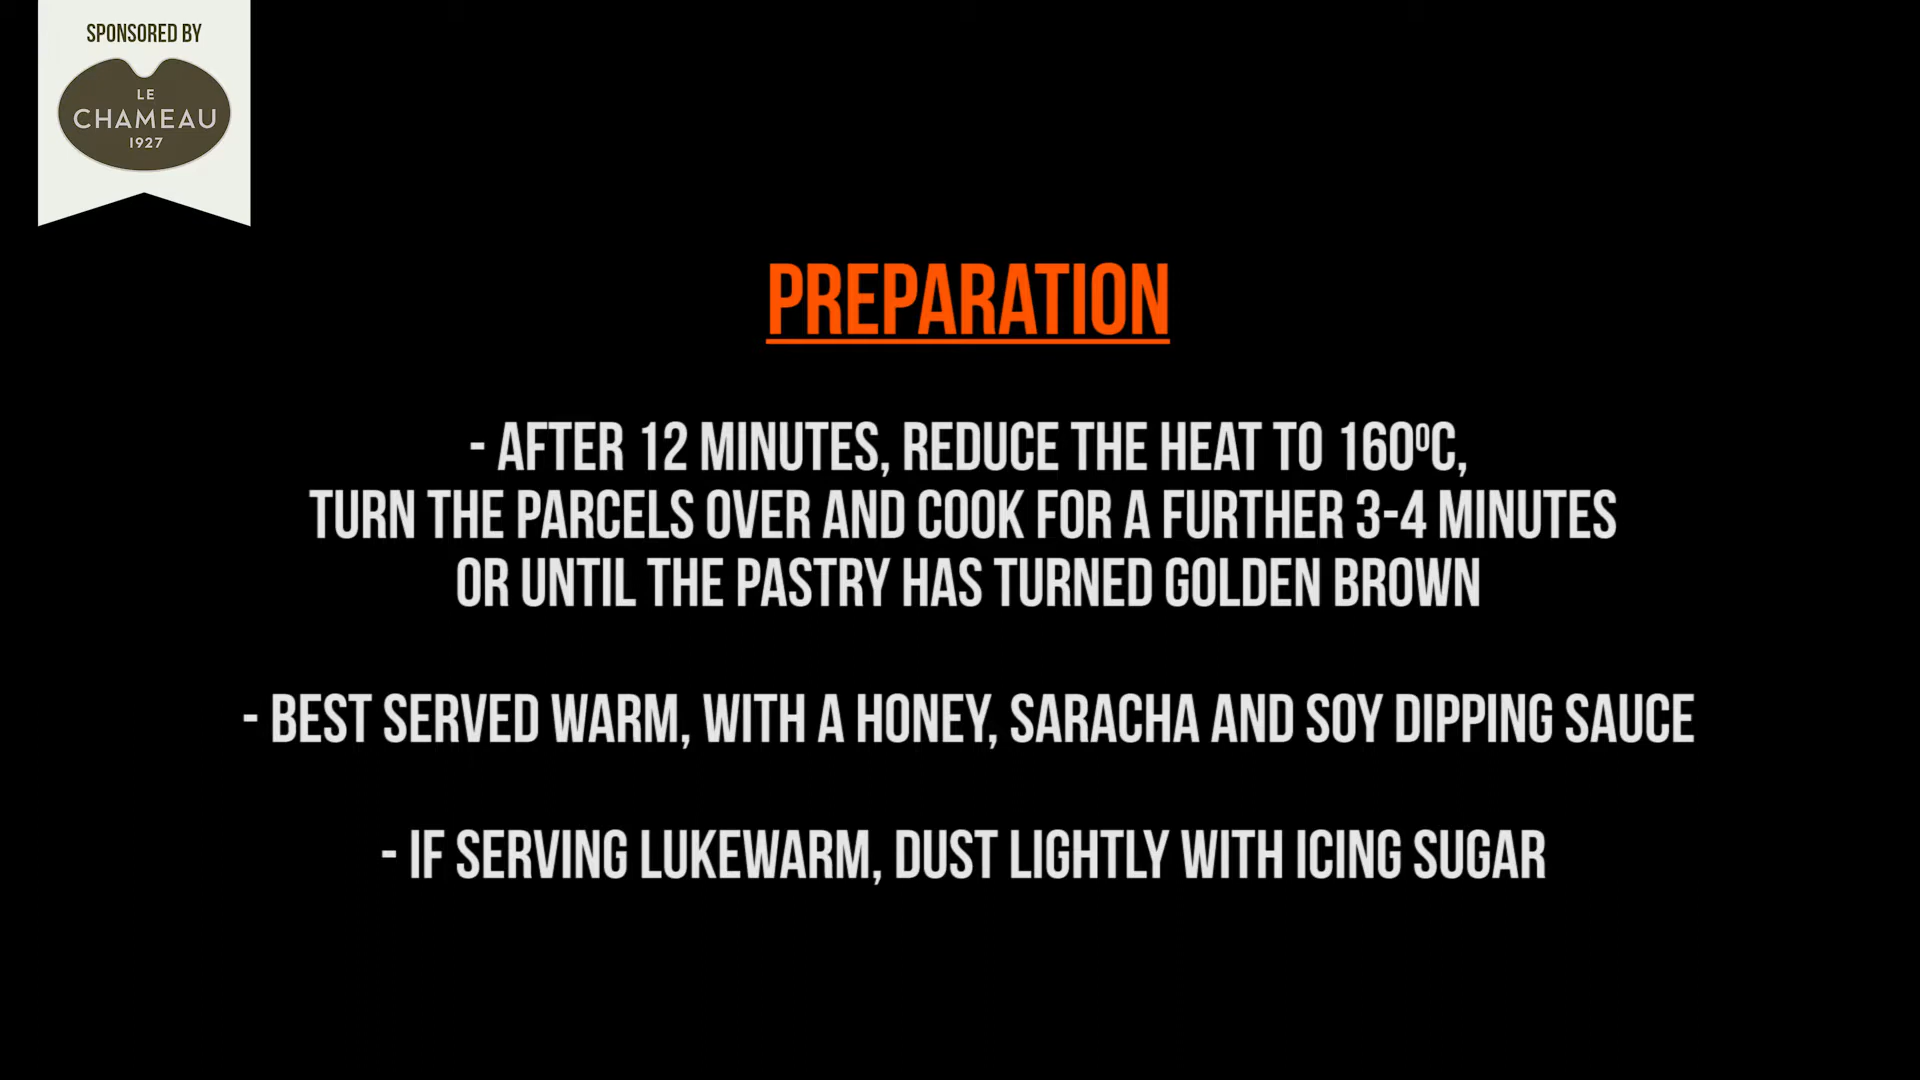 SPONSORED BY
LE
CHAMEAU
1927
PREPARATION
- AFTER 12 MINUTES, REDUCE THE HEAT TO 160ºC,
TURN THE PARCELS OVER AND COOK FOR A FURTHER 3-4 MINUTES
OR UNTIL THE PASTRY HAS TURNED GOLDEN BROWN
- BEST SERVED WARM, WITH A HONEY, SARACHA AND SOY DIPPING SAUCE
- IF SERVING LUKEWARM, DUST LIGHTLY WITH ICING SUGAR